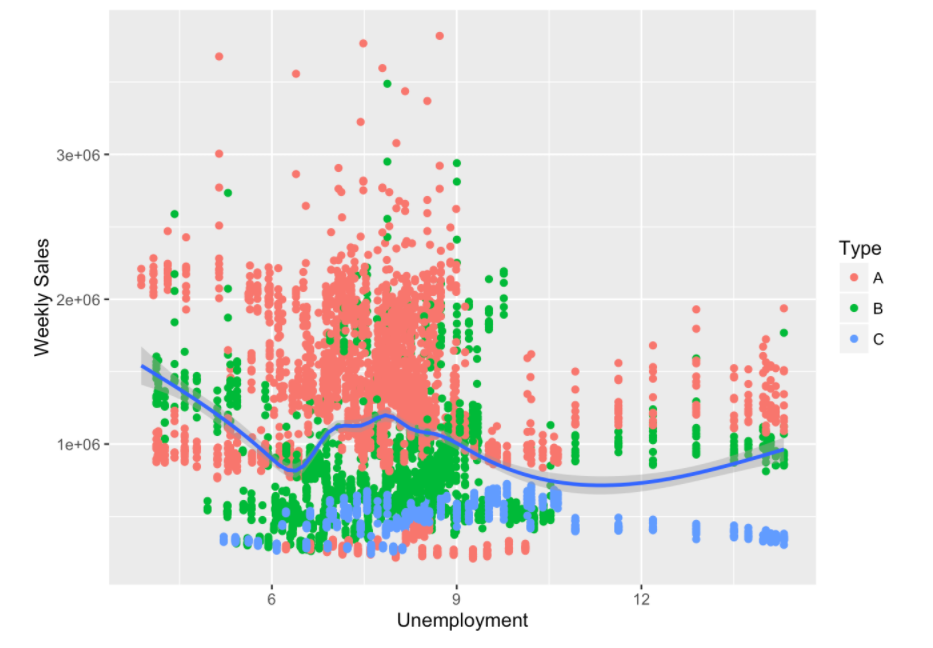 Weekly Sales
3e+06
2e+06
1e+06
6
9
12
Unemployment
Type
A
B
C